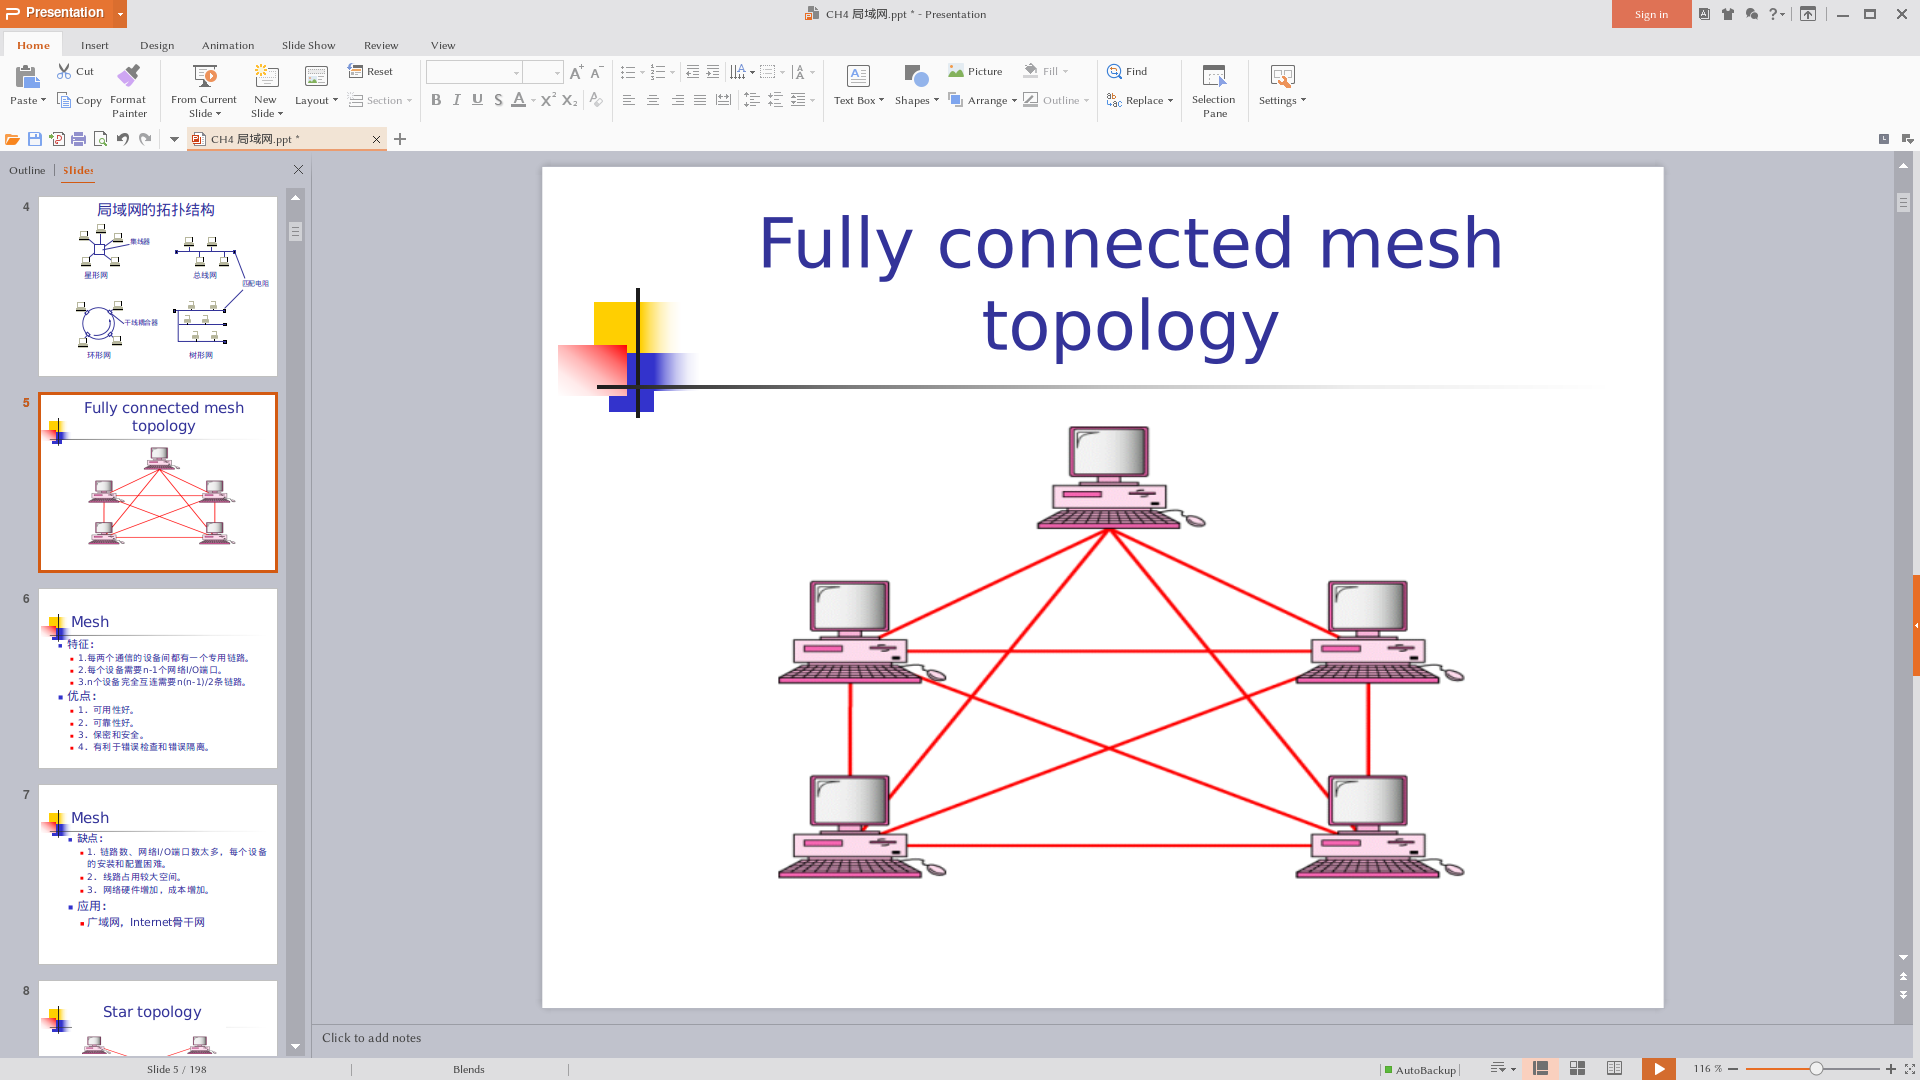 Presentation
CH4 局域网.ppt * - Presentation
Sign in
Home
Insert
Design
Animation
Slide Show
Review
View
Paste
Cut
Copy
Format
Painter
From Current
Slide
New
Slide
Layout
Reset
Section
Text Box
Shapes
Picture
Arrange
Fill
Outline
Find
Replace
Selection
Pane
Settings
CH4 局域网.ppt *
Outline
Slides
4
局域网的拓扑结构
集线器
星形网
总线网
匹配电阻
干线耦合器
环形网
树形网
5
Fully connected mesh
topology
6
Mesh
特征:
1.每两个通信的设备间都有一个专用链路。
2.每个设备需要n-1个网络I/O端口。
3.n个设备完全互连需要n(n-1)/2条链路。
优点:
1. 可用性好。
2. 可靠性好。
3. 保密和安全。
4. 有利于错误检查和错误隔离。
7
Mesh
缺点:
1. 链路数、网络I/O端口数太多，每个设备
的安装和配置困难。
2. 线路占用较大空间。
3. 网络硬件增加，成本增加。
应用:
广域网，Internet骨干网
8
Star topology
Fully connected mesh
topology
Click to add notes
Slide 5 / 198
Blends
AutoBackup
116 %